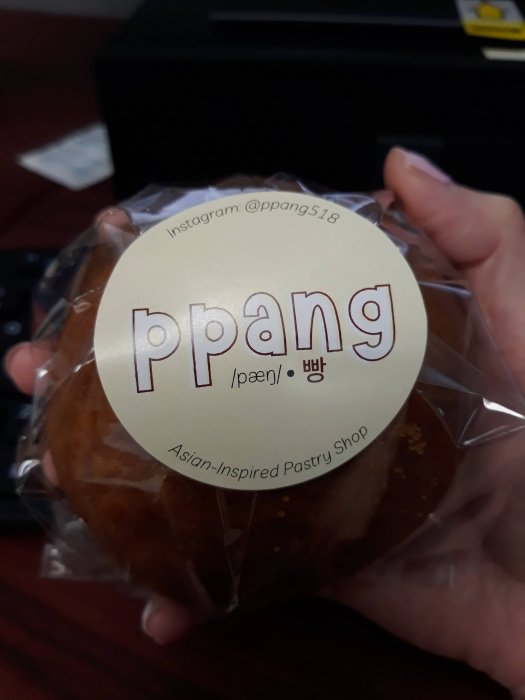 Instagram: @ppang518
ppang
/pæŋ/ • 빵
Asian-Inspired Pastry Shop